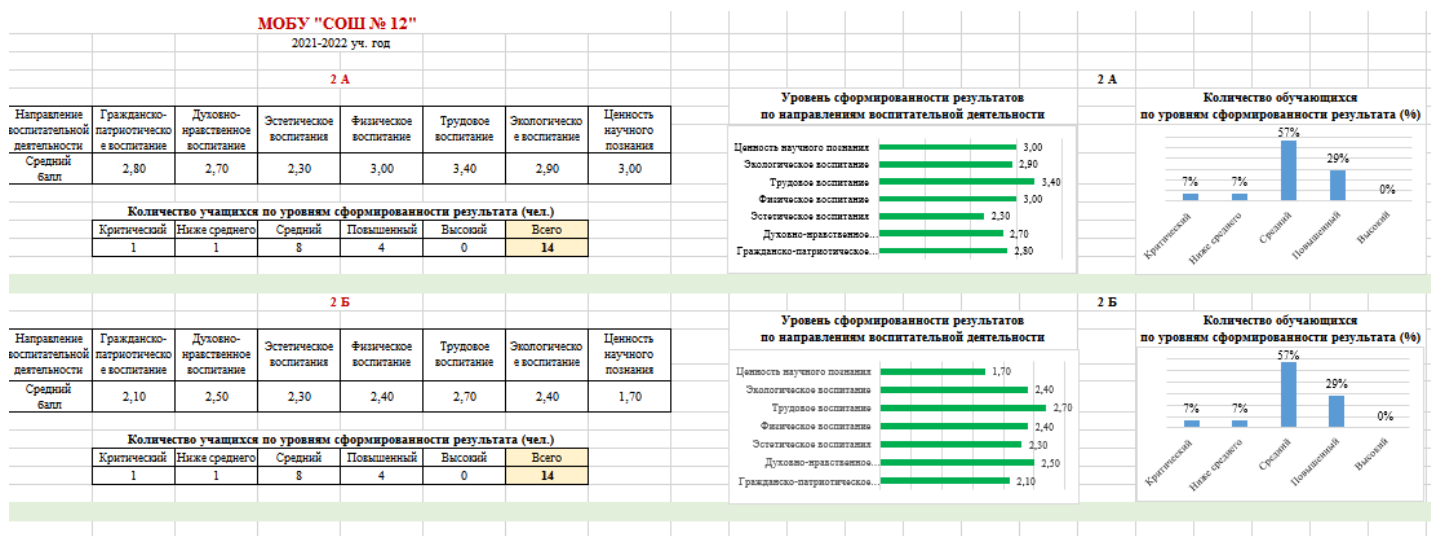 МОБУ "СОШ № 12"
2021-2022 уч. год
2 А
Направление воспитательной деятельности Гражданско-патриотическое воспитание Духовно-нравственное воспитание Эстетическое воспитания Физическое воспитание Трудовое воспитание Экологическое воспитание Ценность научного познания
Средний балл 2,80 2,70 2,30 3,00 3,40 2,90 3,00
Количество учащихся по уровням сформированности результата (чел.)
Критический Ниже среднего Средний Повышенный Высокий Всего
1 1 8 4 0 14
2 А
Уровень сформированности результатов
по направлениям воспитательной деятельности
Ценность научного познания 3,00
Экологическое воспитание 2,90
Трудовое воспитание 3,40
Физическое воспитание 3,00
Эстетическое воспитания 2,30
Духовно-нравственное... 2,70
Гражданско-патриотическое... 2,80
Количество обучающихся
по уровням сформированности результата (%)
7% 7% 57% 29% 0%
Критический Ниже среднего Средний Повышенный Высокий
2 Б
Направление воспитательной деятельности Гражданско-патриотическое воспитание Духовно-нравственное воспитание Эстетическое воспитания Физическое воспитание Трудовое воспитание Экологическое воспитание Ценность научного познания
Средний балл 2,10 2,50 2,30 2,40 2,70 2,40 1,70
Количество учащихся по уровням сформированности результата (чел.)
Критический Ниже среднего Средний Повышенный Высокий Всего
1 1 8 4 0 14
2 Б
Уровень сформированности результатов
по направлениям воспитательной деятельности
Ценность научного познания 1,70
Экологическое воспитание 2,40
Трудовое воспитание 2,70
Физическое воспитание 2,40
Эстетическое воспитания 2,30
Духовно-нравственное... 2,50
Гражданско-патриотическое... 2,10
Количество обучающихся
по уровням сформированности результата (%)
7% 7% 57% 29% 0%
Критический Ниже среднего Средний Повышенный Высокий